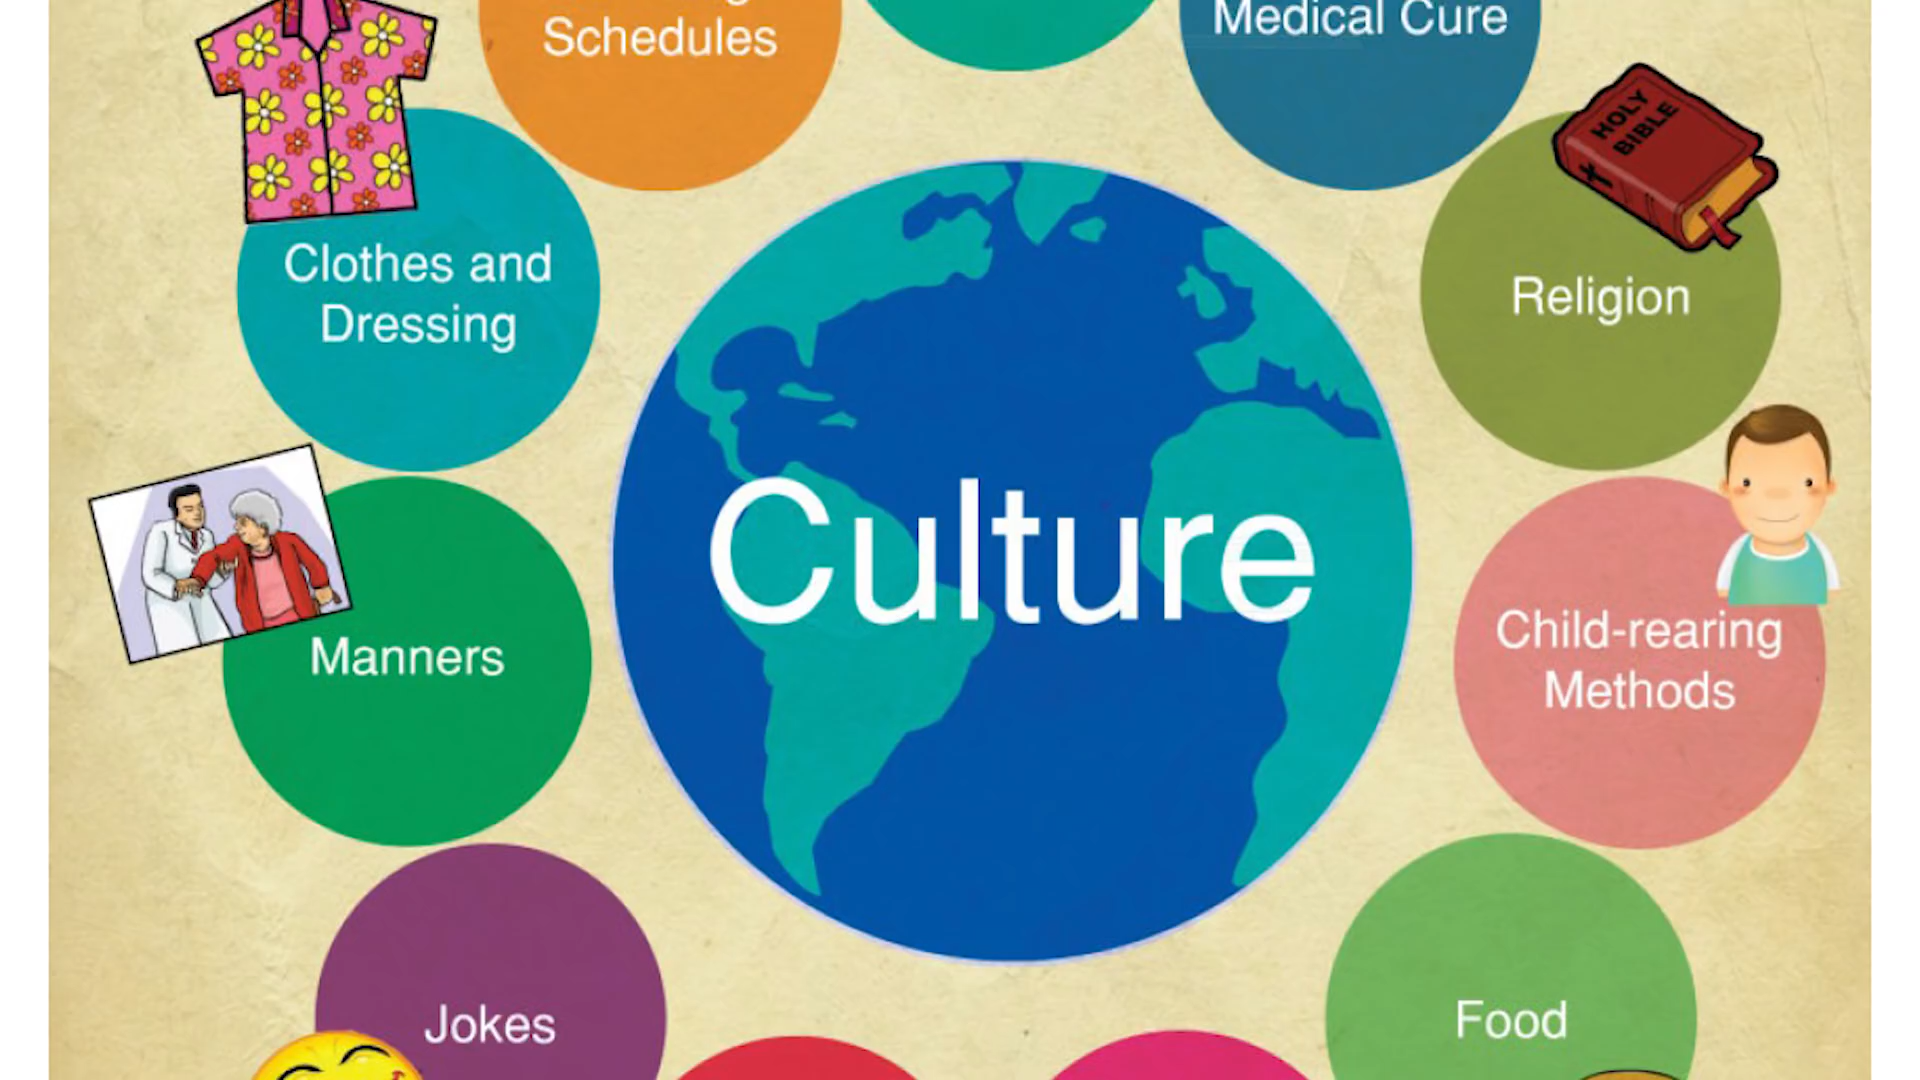 Schedules
Medical Cure
HOLY
BIBLE
Clothes and
Dressing
Religion
Culture
Manners
Child-rearing
Methods
Jokes
Food